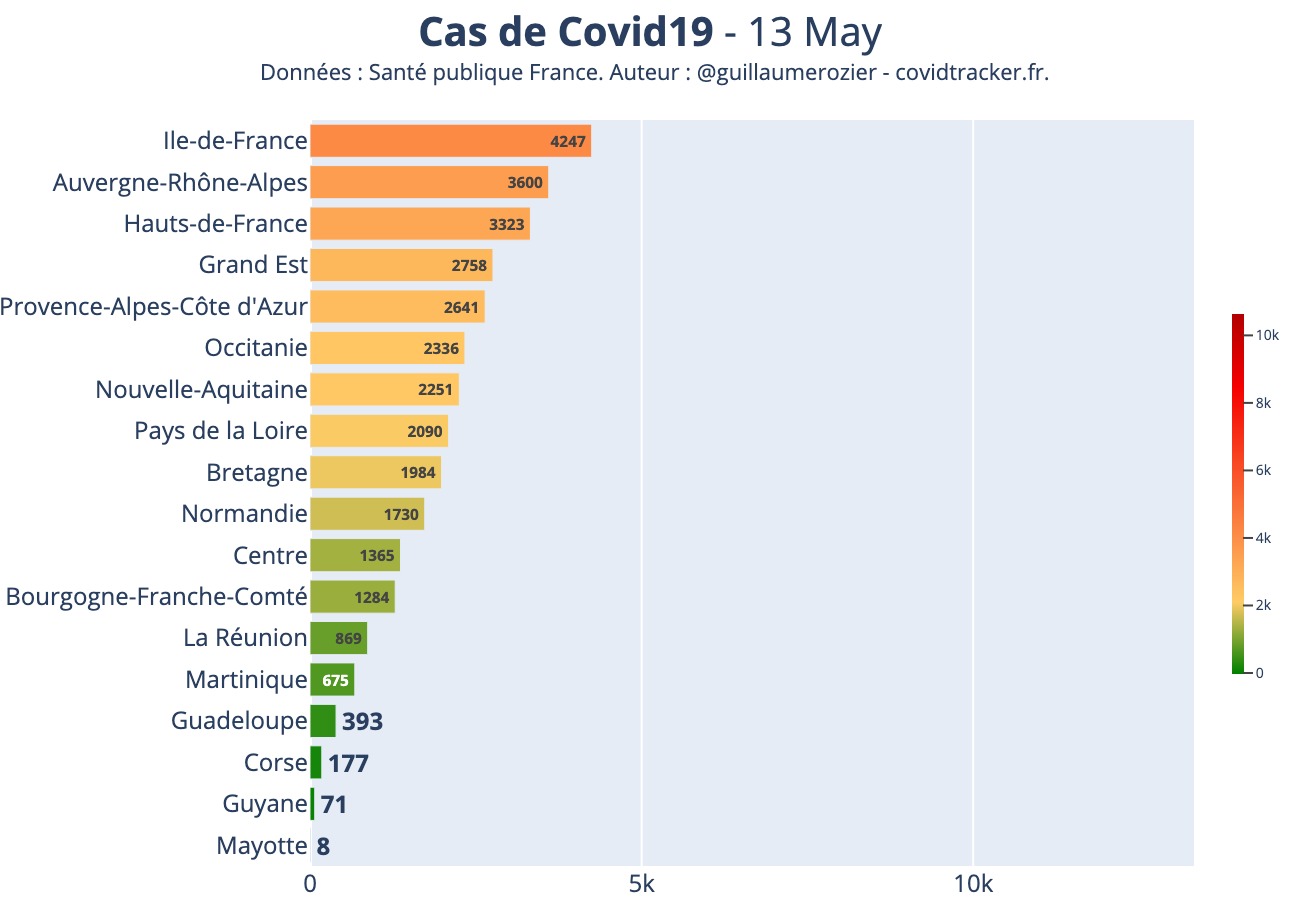 Cas de Covid19 - 13 May
Données : Santé publique France. Auteur : @guillaumerozier - covidtracker.fr.
Ile-de-France 4247
Auvergne-Rhône-Alpes 3600
Hauts-de-France 3323
Grand Est 2758
Provence-Alpes-Côte d'Azur 2641
Occitanie 2336
Nouvelle-Aquitaine 2251
Pays de la Loire 2090
Bretagne 1984
Normandie 1730
Centre 1365
Bourgogne-Franche-Comté 1284
La Réunion 869
Martinique 675
Guadeloupe 393
Corse 177
Guyane 71
Mayotte 8
0 5k 10k
10k
8k
6k
4k
2k
0